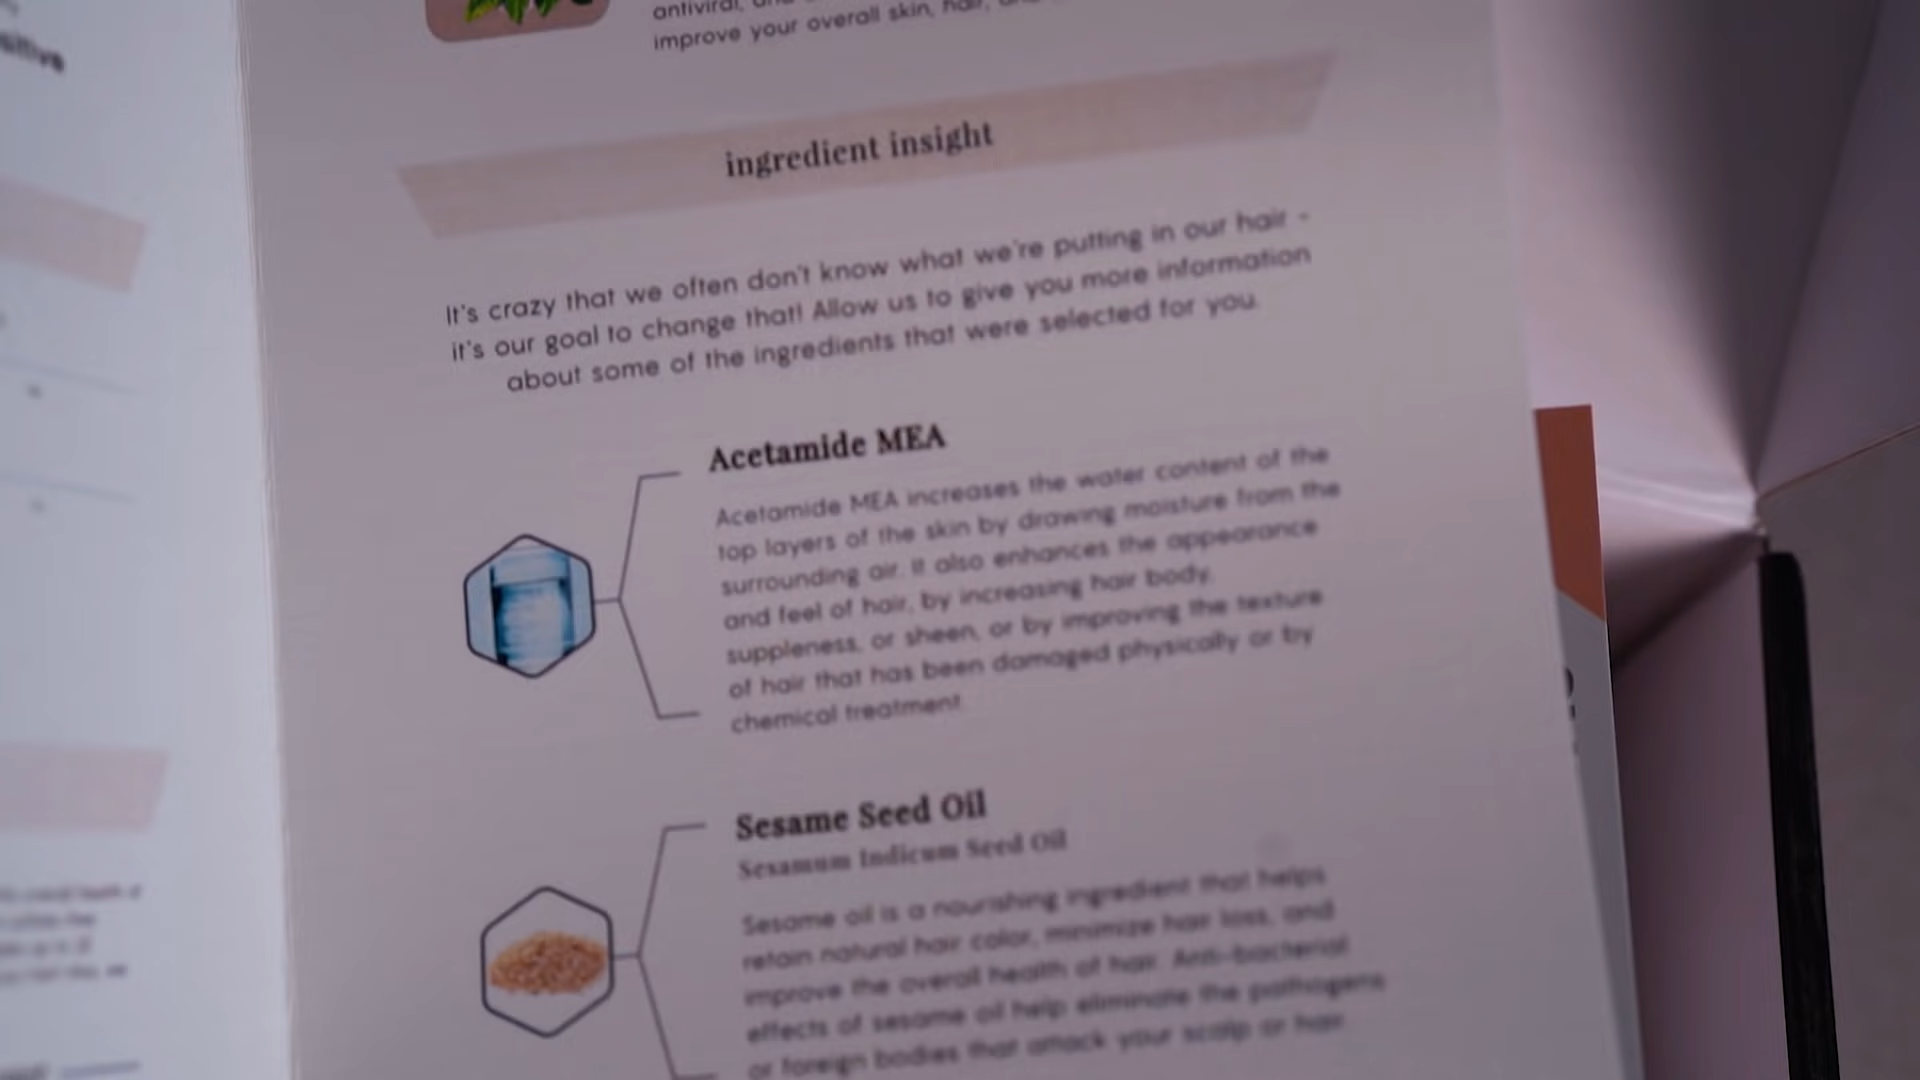 sitive
antiviral,
improve your overall skin, hair,
ingredient insight
It's crazy that we often don't know what we're putting in our hair -
it's our goal to change that! Allow us to give you more information
about some of the ingredients that were selected for you.
Acetamide MEA
Acetamide MEA increases the water content of the
top layers of the skin by drawing moisture from the
surrounding air. It also enhances the appearance
and feel of hair, by increasing hair body,
suppleness, or sheen, or by improving the texture
of hair that has been damaged physically or by
chemical treatment.
Sesame Seed Oil
Sesamum Indicum Seed Oil
Sesame oil is a nourishing ingredient that helps
retain natural hair color, minimize hair loss, and
improve the overall health of hair. Anti-bacterial
effects of sesame oil help eliminate the pathogens
or foreign bodies that attack your scalp or hair.